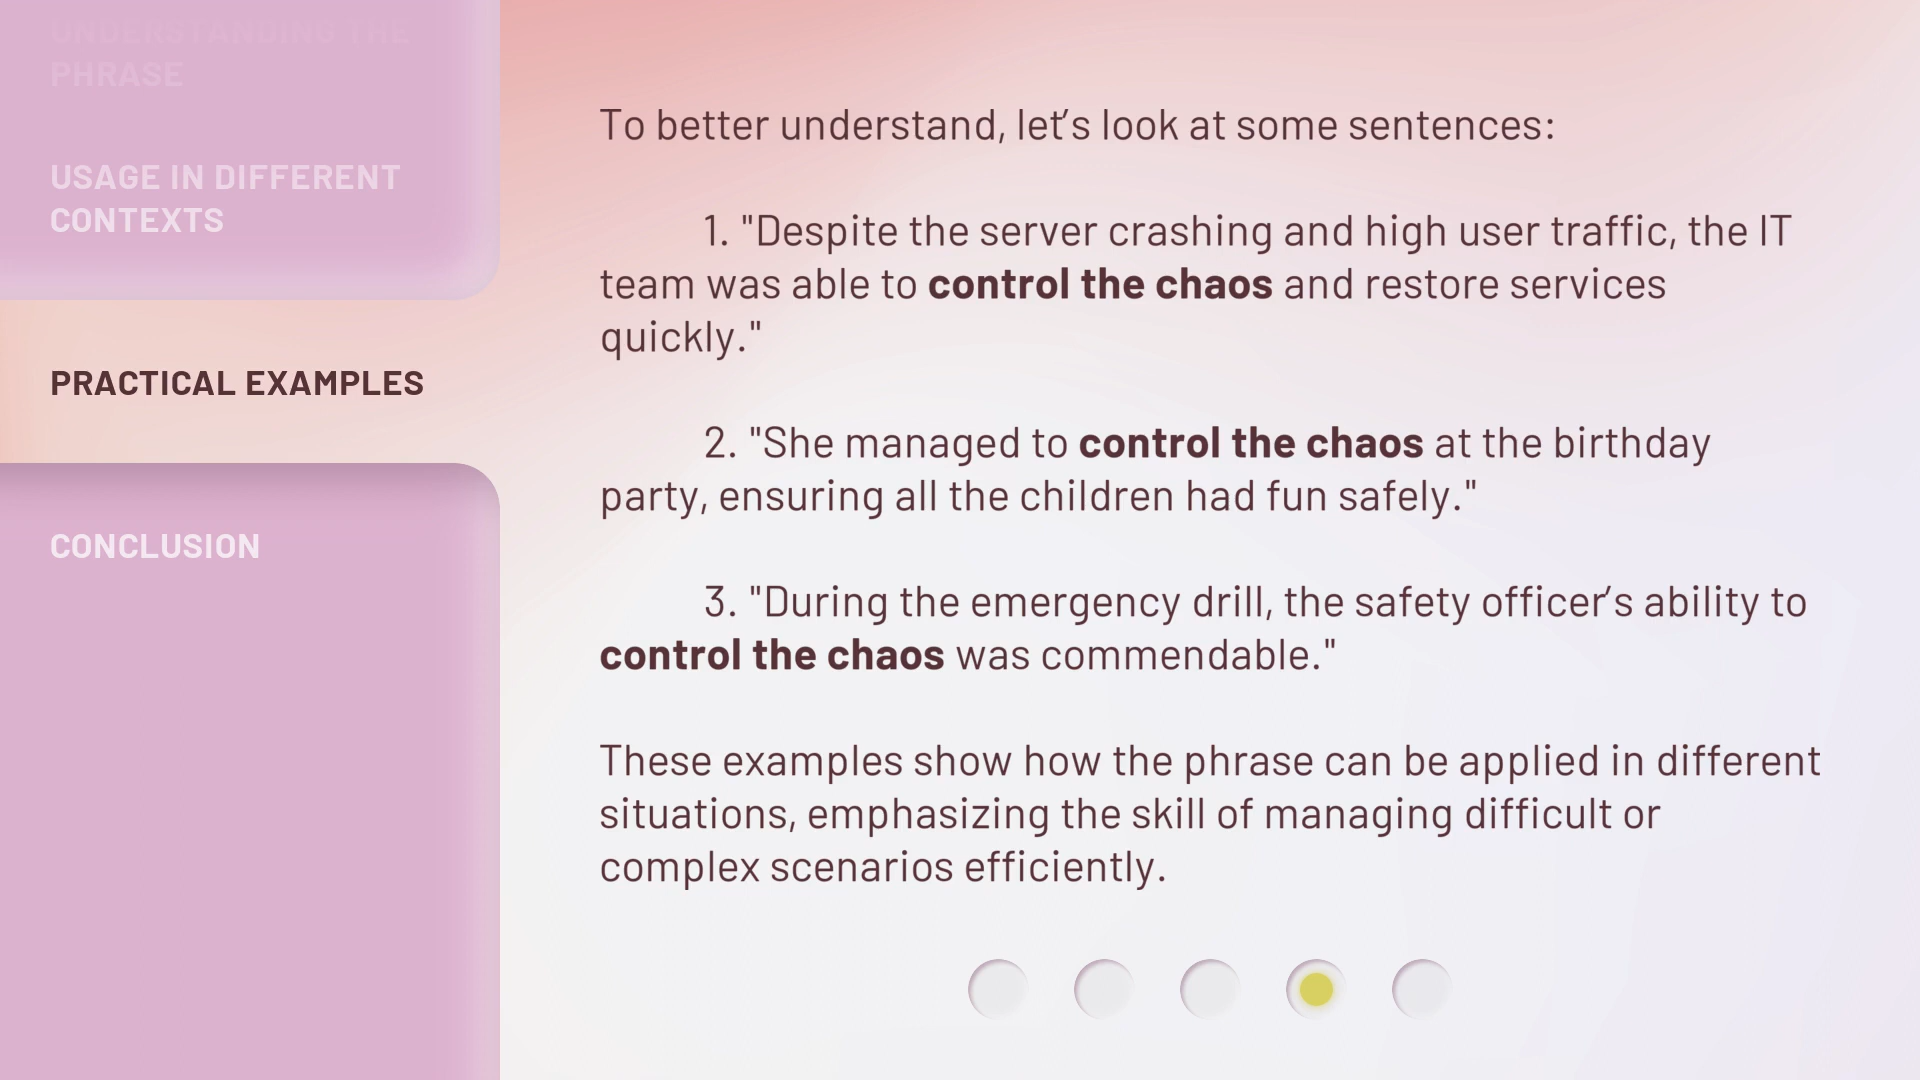 UNDERSTANDING THE
PHRASE
USAGE IN DIFFERENT
CONTEXTS
PRACTICAL EXAMPLES
CONCLUSION
To better understand, let's look at some sentences:
1. "Despite the server crashing and high user traffic, the IT
team was able to control the chaos and restore services
quickly."
2. "She managed to control the chaos at the birthday
party, ensuring all the children had fun safely."
3. "During the emergency drill, the safety officer's ability to
control the chaos was commendable."
These examples show how the phrase can be applied in different
situations, emphasizing the skill of managing difficult or
complex scenarios efficiently.